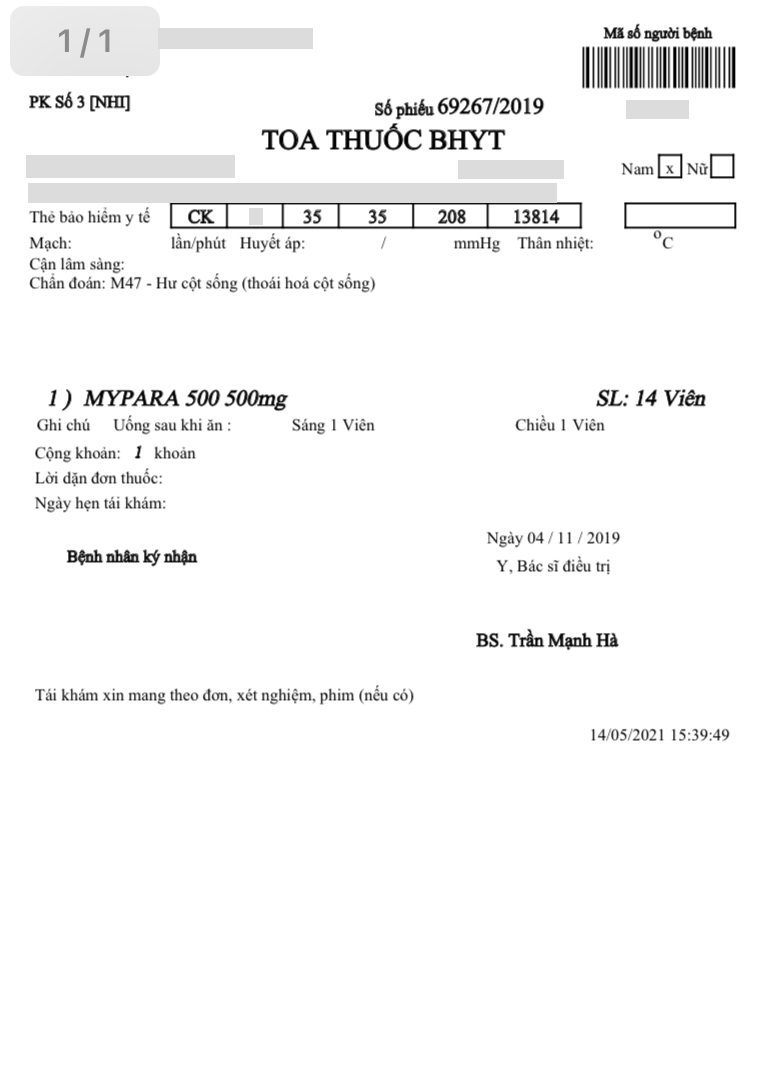 1/1
Mã số người bệnh
PK Số 3 [NHI]
Số phiếu 69267/2019
TOA THUỐC BHYT
Nam x Nữ
Thẻ bảo hiểm y tế CK 35 35 208 13814
Mạch: lần/phút Huyết áp: / mmHg Thân nhiệt: °C
Cận lâm sàng:
Chẩn đoán: M47 - Hư cột sống (thoái hoá cột sống)
1 ) MYPARA 500 500mg SL: 14 Viên
Ghi chú Uống sau khi ăn : Sáng 1 Viên Chiều 1 Viên
Cộng khoản: 1 khoản
Lời dặn đơn thuốc:
Ngày hẹn tái khám:
Ngày 04 / 11 / 2019
Bệnh nhân ký nhận
Y, Bác sĩ điều trị
BS. Trần Mạnh Hà
Tái khám xin mang theo đơn, xét nghiệm, phim (nếu có)
14/05/2021 15:39:49